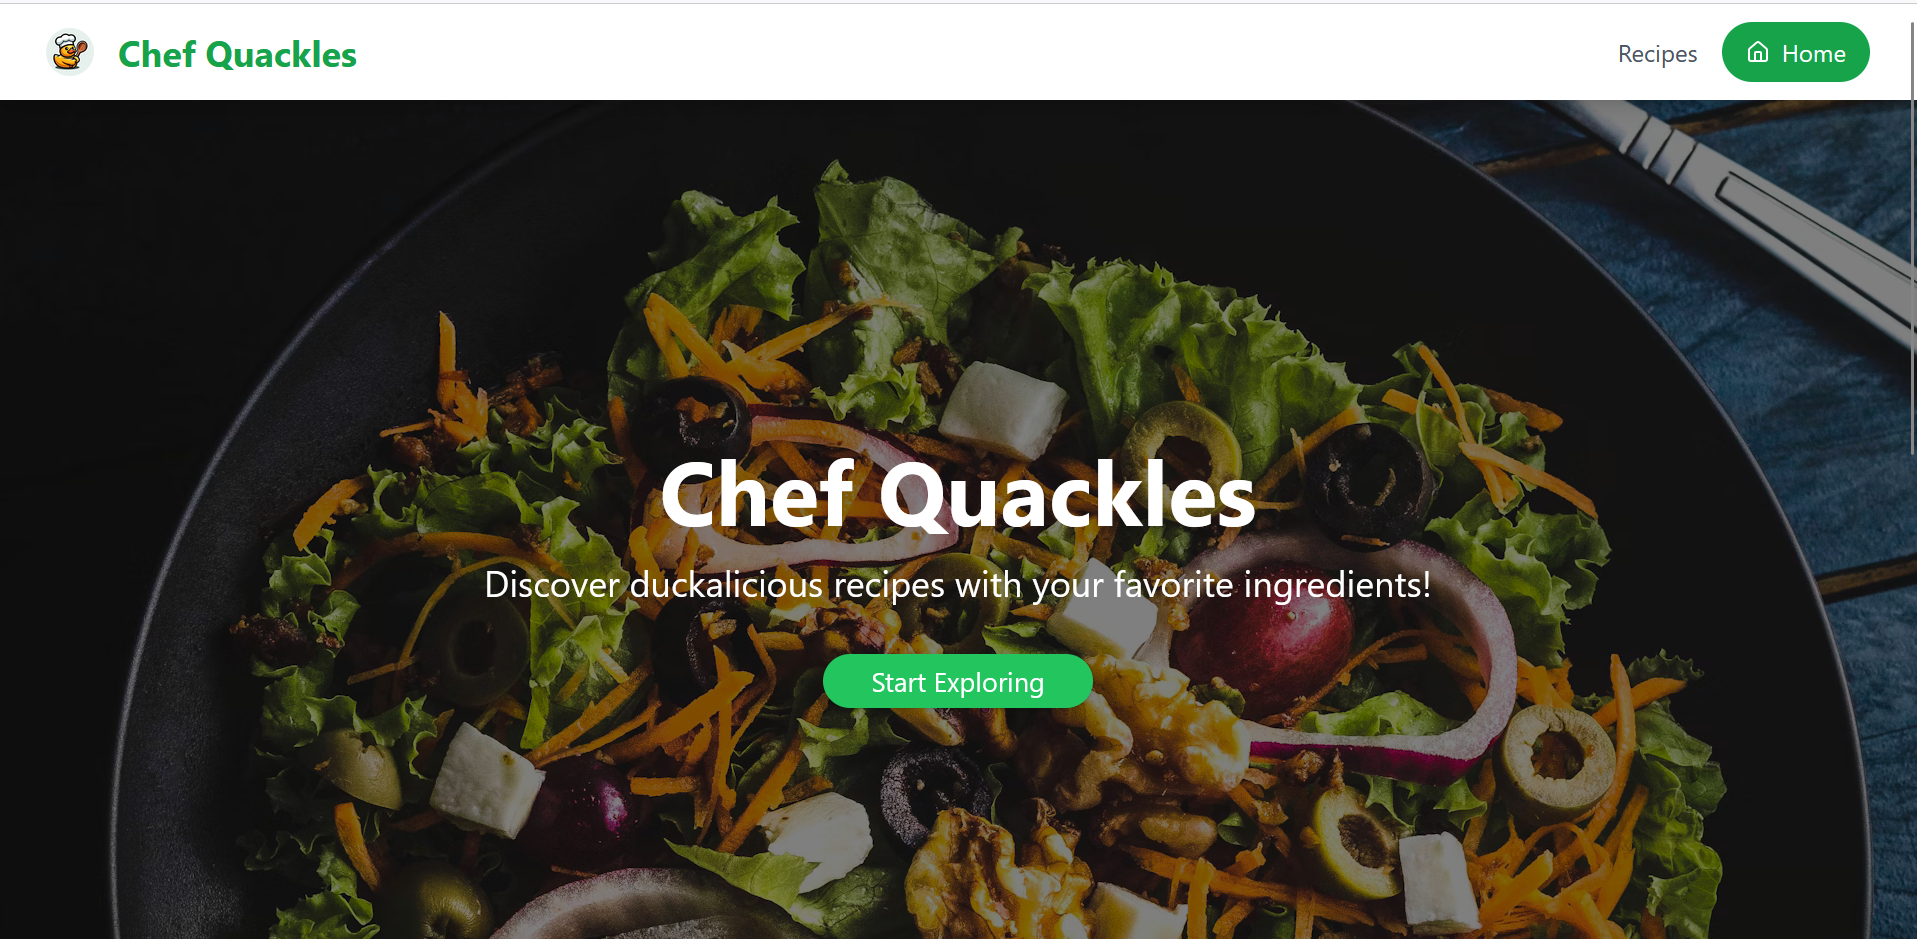 Chef Quackles
Recipes
Home
Chef Quackles
Discover duckalicious recipes with your favorite ingredients!
Start Exploring